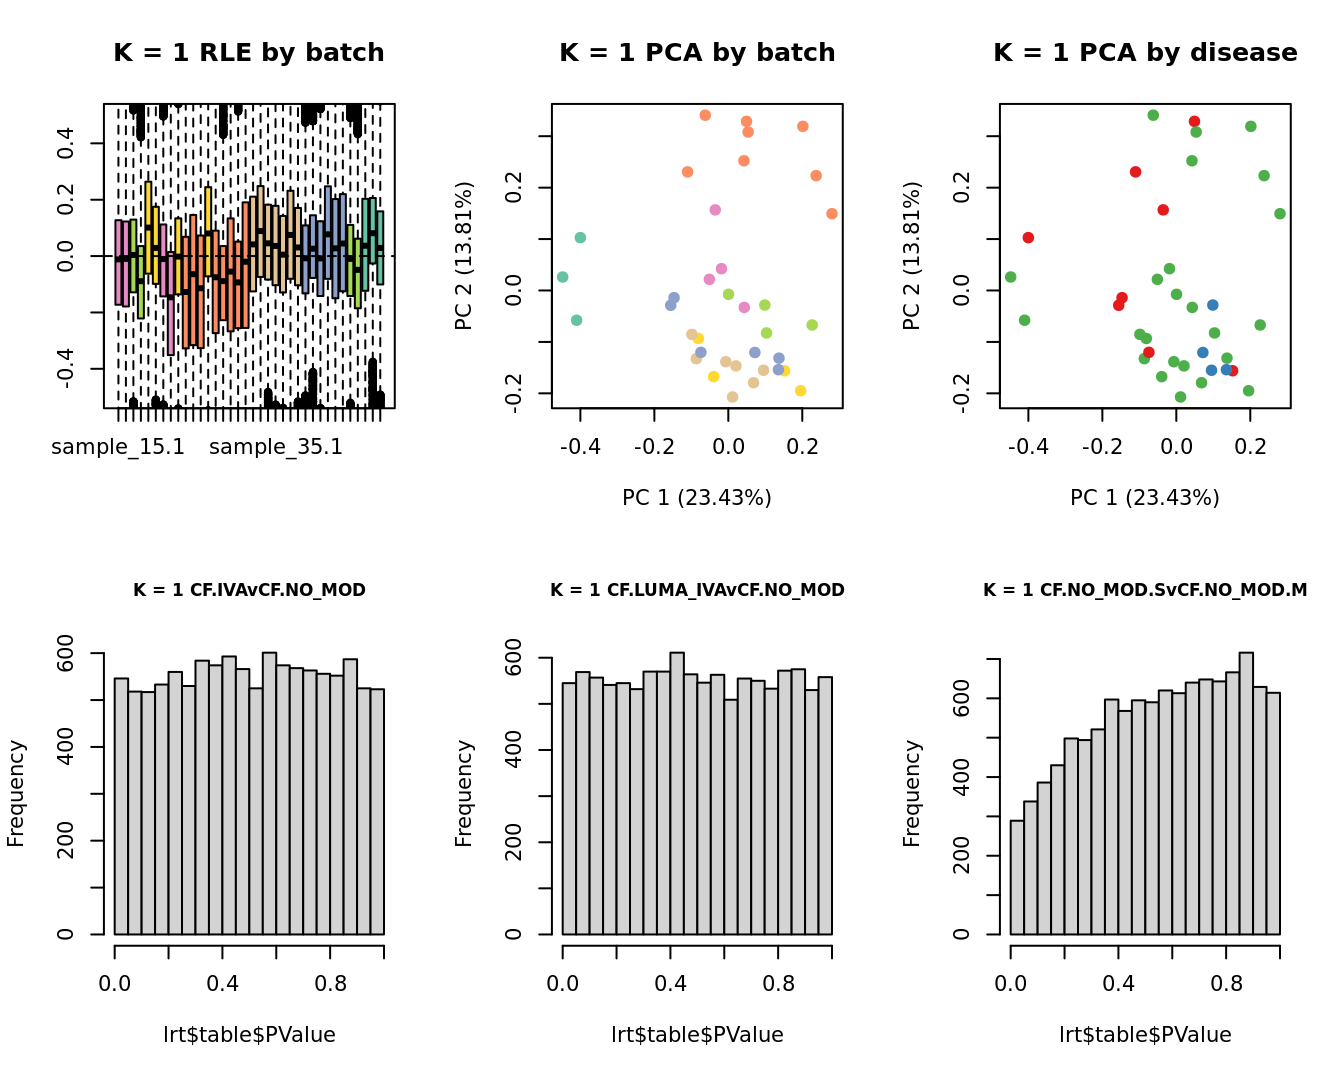 K = 1 RLE by batch
0.4
0.2
0.0
-0.4
sample_15.1 sample_35.1
K = 1 PCA by batch
PC 2 (13.81%)
0.2
0.0
-0.2
-0.4 -0.2 0.0 0.2
PC 1 (23.43%)
K = 1 PCA by disease
PC 2 (13.81%)
0.2
0.0
-0.2
-0.4 -0.2 0.0 0.2
PC 1 (23.43%)
K = 1 CF.IVAvCF.NO_MOD
Frequency
600
400
200
0
0.0 0.4 0.8
lrt$table$PValue
K = 1 CF.LUMA_IVAvCF.NO_MOD
Frequency
600
400
200
0
0.0 0.4 0.8
lrt$table$PValue
K = 1 CF.NO_MOD.SvCF.NO_MOD.M
Frequency
600
400
200
0
0.0 0.4 0.8
lrt$table$PValue